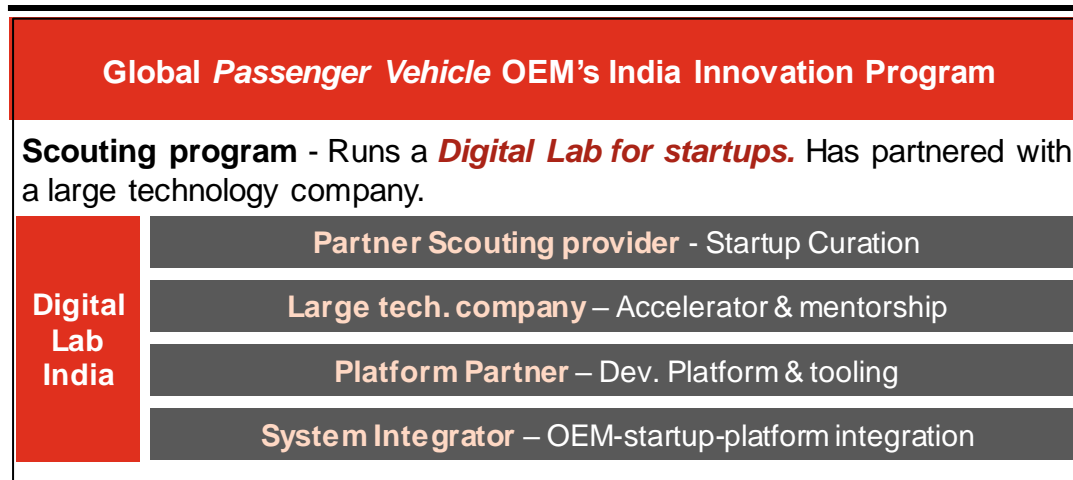 Global Passenger Vehicle OEM’s India Innovation Program
Scouting program - Runs a Digital Lab for startups. Has partnered with
a large technology company.
Digital
Lab
India
Partner Scouting provider - Startup Curation
Large tech. company – Accelerator & mentorship
Platform Partner – Dev. Platform & tooling
System Integrator – OEM-startup-platform integration